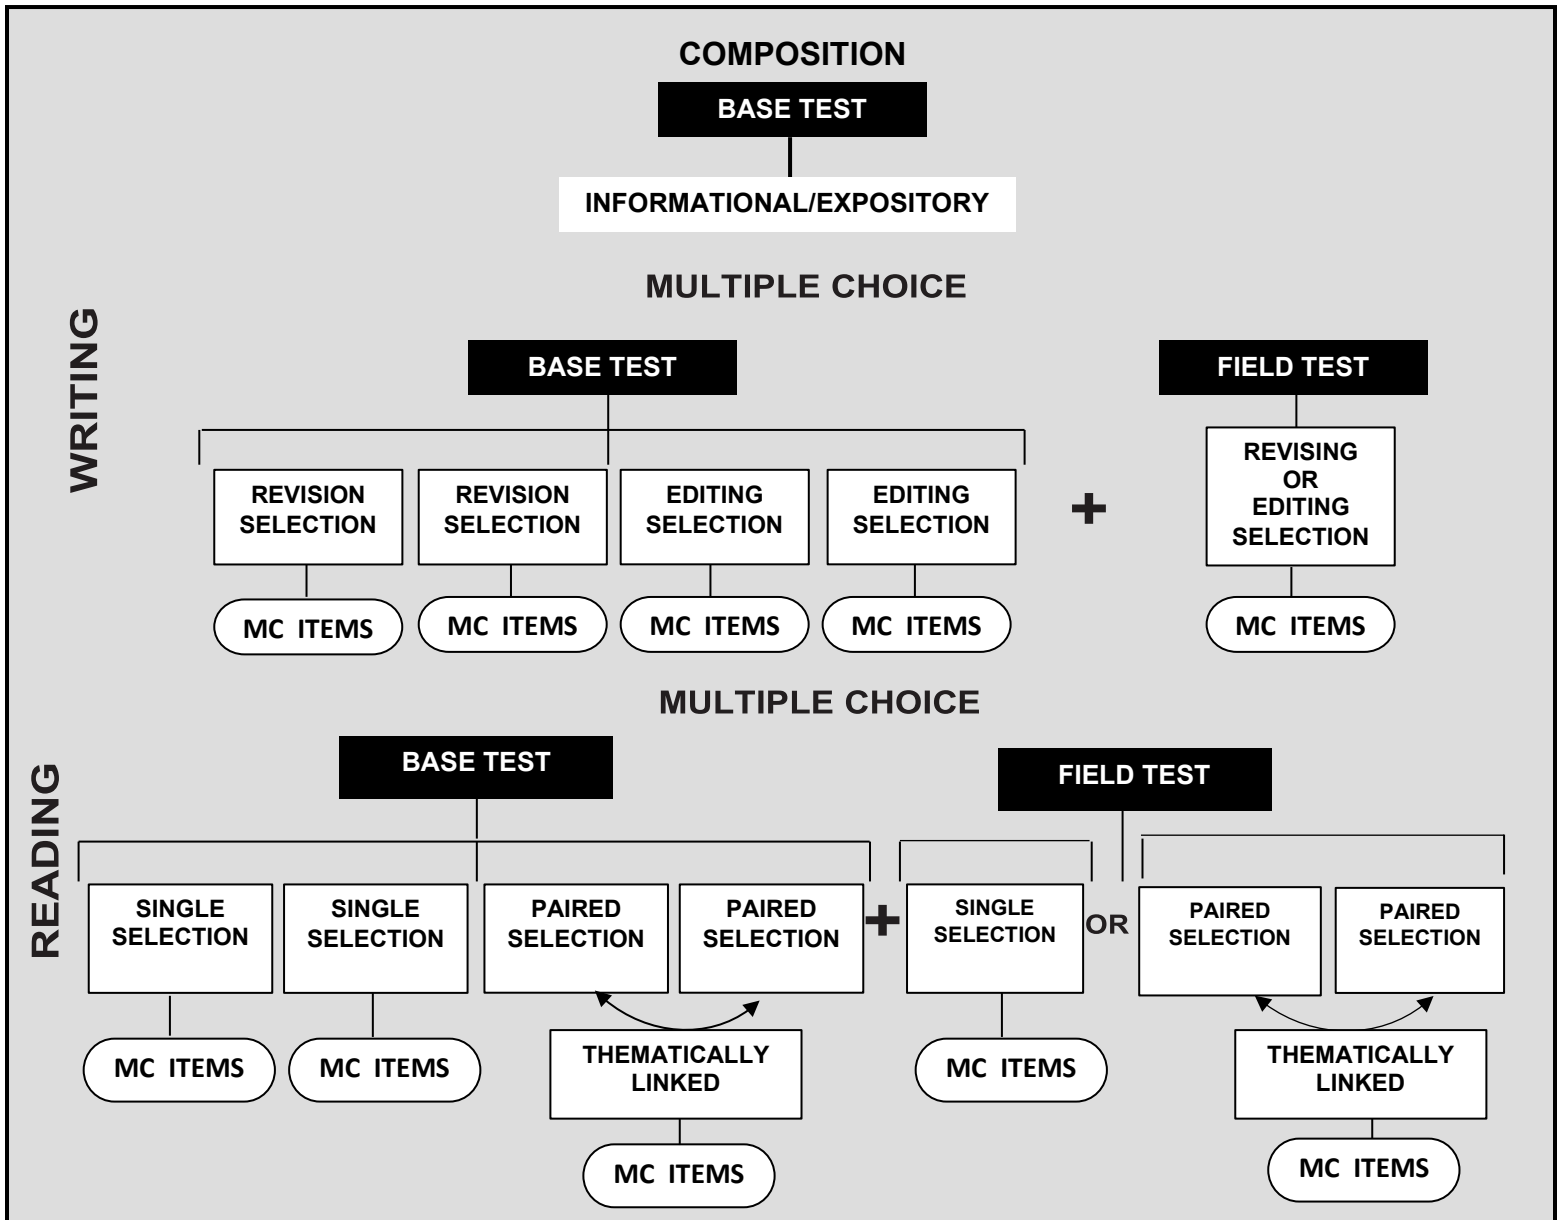 COMPOSITION
BASE TEST
INFORMATIONAL/EXPOSITORY
MULTIPLE CHOICE
WRITING
BASE TEST
FIELD TEST
REVISION
SELECTION
REVISION
SELECTION
EDITING
SELECTION
EDITING
SELECTION
+
REVISING
OR
EDITING
SELECTION
MC ITEMS
MC ITEMS
MC ITEMS
MC ITEMS
MC ITEMS
MULTIPLE CHOICE
READING
BASE TEST
FIELD TEST
SINGLE
SELECTION
SINGLE
SELECTION
PAIRED
SELECTION
PAIRED
SELECTION
+
SINGLE
SELECTION
OR
PAIRED
SELECTION
PAIRED
SELECTION
MC ITEMS
MC ITEMS
THEMATICALLY
LINKED
MC ITEMS
MC ITEMS
THEMATICALLY
LINKED
MC ITEMS